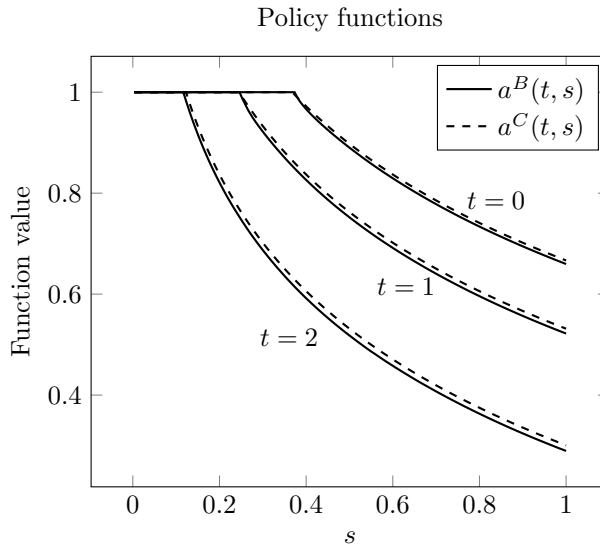 Policy functions
a^B(t, s)
a^C(t, s)
1
0.8
0.6
0.4
Function value
t = 0
t = 1
t = 2
0 0.2 0.4 0.6 0.8 1
s